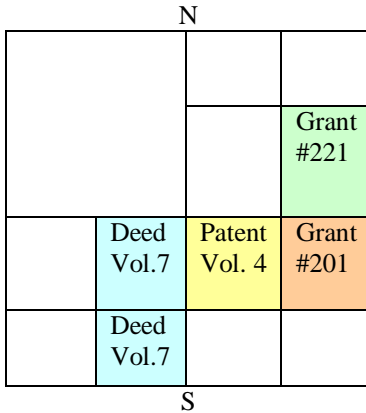 N
Grant
#221
Deed
Vol.7
Patent
Vol. 4
Grant
#201
Deed
Vol.7
S